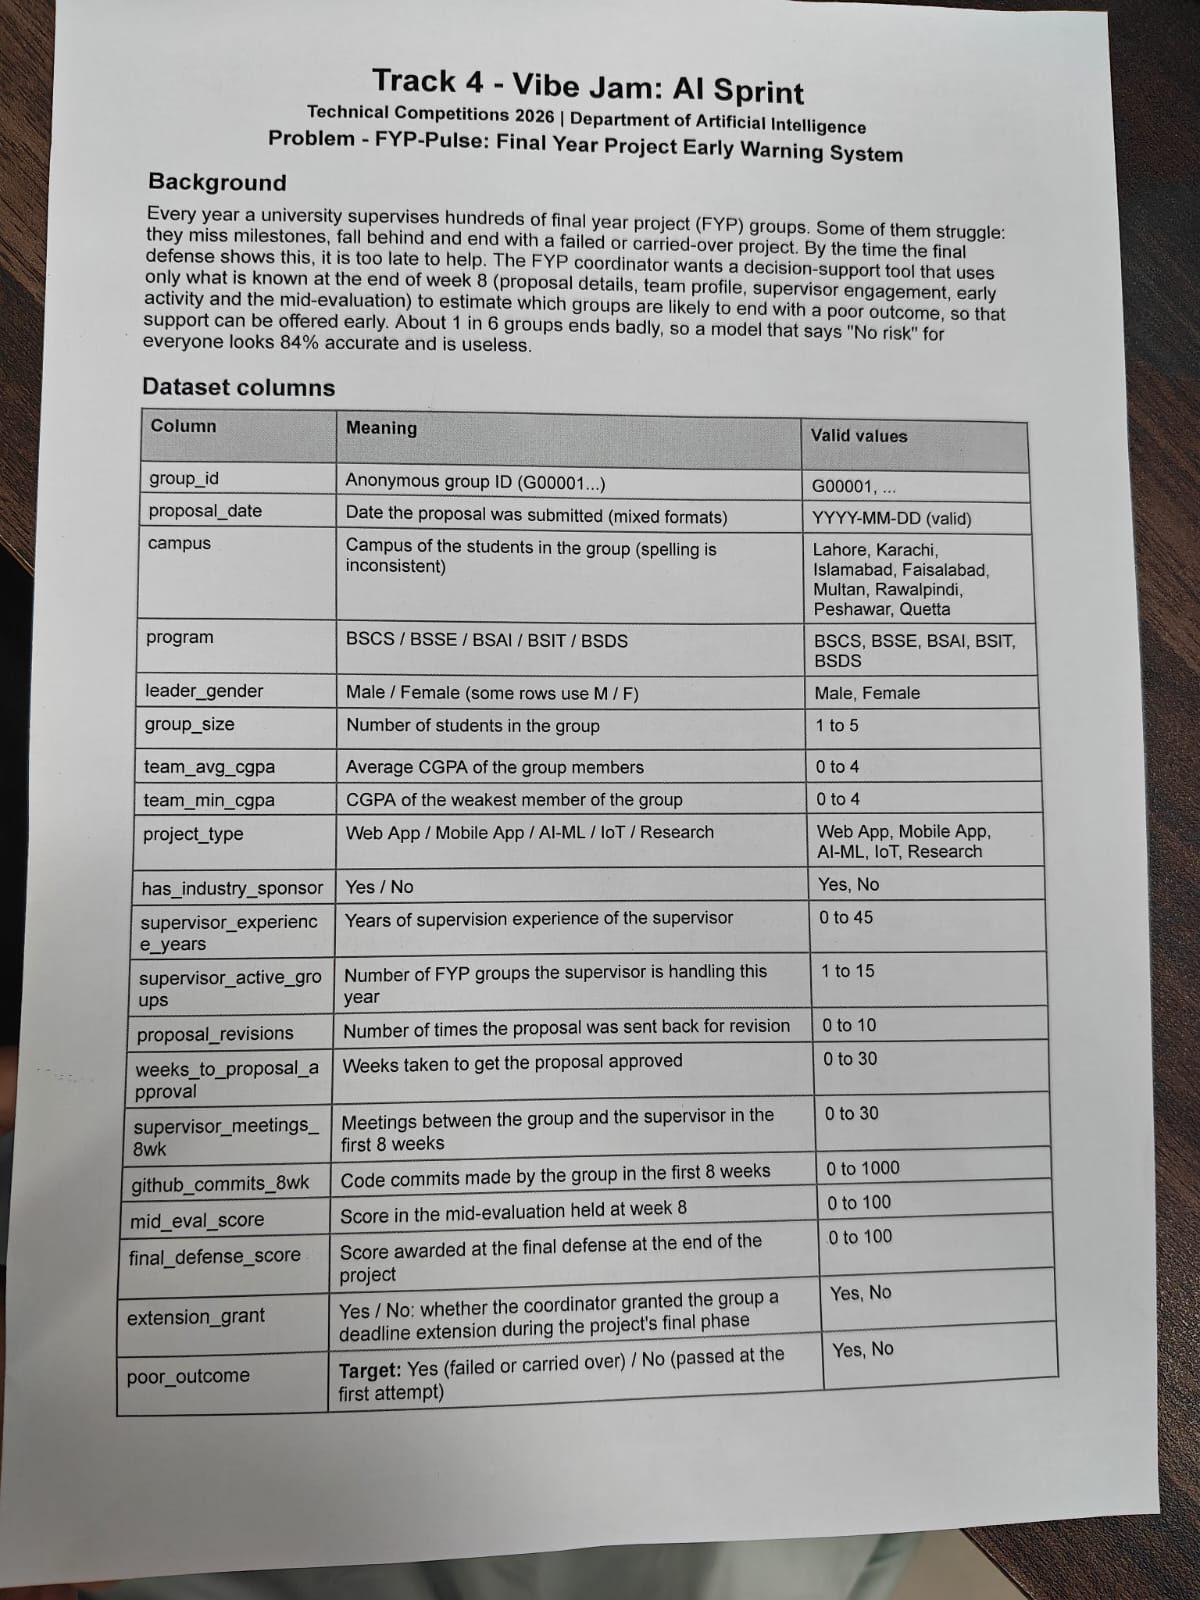 Track 4 - Vibe Jam: AI Sprint
Technical Competitions 2026 | Department of Artificial Intelligence
Problem - FYP-Pulse: Final Year Project Early Warning System
Background
Every year a university supervises hundreds of final year project (FYP) groups. Some of them struggle:
they miss milestones, fall behind and end with a failed or carried-over project. By the time the final
defense shows this, it is too late to help. The FYP coordinator wants a decision-support tool that uses
only what is known at the end of week 8 (proposal details, team profile, supervisor engagement, early
activity and the mid-evaluation) to estimate which groups are likely to end with a poor outcome, so that
support can be offered early. About 1 in 6 groups ends badly, so a model that says "No risk" for
everyone looks 84% accurate and is useless.
Dataset columns
Column Meaning Valid values
group_id Anonymous group ID (G00001...) G00001, ...
proposal_date Date the proposal was submitted (mixed formats) YYYY-MM-DD (valid)
campus Campus of the students in the group (spelling is Lahore, Karachi,
inconsistent) Islamabad, Faisalabad,
Multan, Rawalpindi,
Peshawar, Quetta
program BSCS / BSSE / BSAI / BSIT / BSDS BSCS, BSSE, BSAI, BSIT,
BSDS
leader_gender Male / Female (some rows use M / F) Male, Female
group_size Number of students in the group 1 to 5
team_avg_cgpa Average CGPA of the group members 0 to 4
team_min_cgpa CGPA of the weakest member of the group 0 to 4
project_type Web App / Mobile App / AI-ML / IoT / Research Web App, Mobile App,
AI-ML, IoT, Research
has_industry_sponsor Yes / No Yes, No
supervisor_experienc Years of supervision experience of the supervisor 0 to 45
e_years
supervisor_active_gro Number of FYP groups the supervisor is handling this 1 to 15
ups year
proposal_revisions Number of times the proposal was sent back for revision 0 to 10
weeks_to_proposal_a Weeks taken to get the proposal approved 0 to 30
pproval
supervisor_meetings_ Meetings between the group and the supervisor in the 0 to 30
8wk first 8 weeks
github_commits_8wk Code commits made by the group in the first 8 weeks 0 to 1000
mid_eval_score Score in the mid-evaluation held at week 8 0 to 100
final_defense_score Score awarded at the final defense at the end of the 0 to 100
project
extension_grant Yes / No: whether the coordinator granted the group a Yes, No
deadline extension during the project's final phase
poor_outcome Target: Yes (failed or carried over) / No (passed at the Yes, No
first attempt)